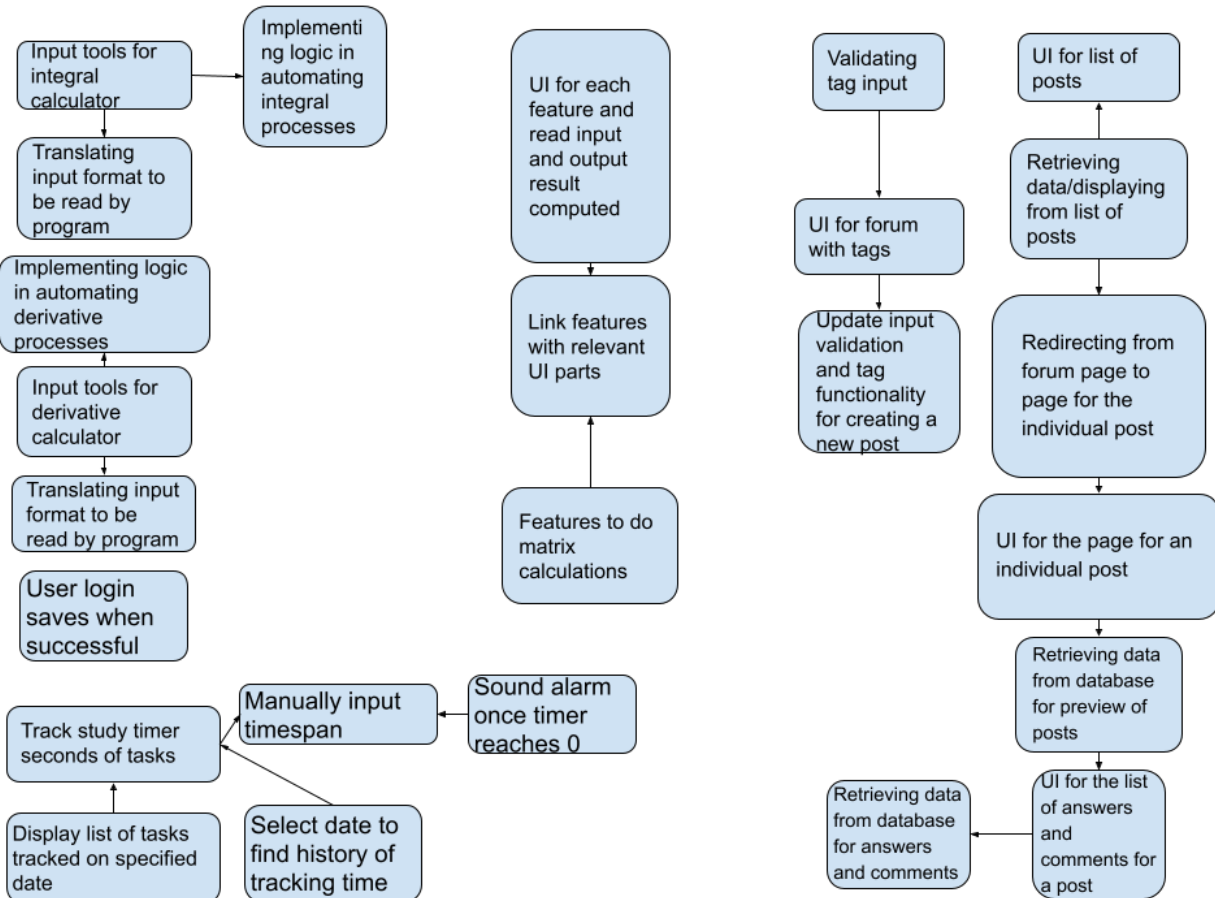 Input tools for
integral
calculator
Implementi
ng logic in
automating
integral
processes
Translating
input format to
be read by
program
Implementing logic
in automating
derivative
processes
Input tools for
derivative
calculator
Translating input
format to be
read by program
User login
saves when
successful
Track study timer
seconds of tasks
Manually input
timespan
Sound alarm
once timer
reaches 0
Display list of tasks
tracked on specified
date
Select date to
find history of
tracking time
UI for each
feature and
read input
and output
result
computed
Link features
with relevant
UI parts
Features to do
matrix
calculations
Validating
tag input
UI for forum
with tags
Update input
validation
and tag
functionality
for creating a
new post
UI for list of
posts
Retrieving
data/displaying
from list of
posts
Redirecting from
forum page to
page for the
individual post
UI for the page for an
individual post
Retrieving data
from database
for preview of
posts
UI for the list
of answers
and
comments for
a post
Retrieving data
from database
for answers
and comments